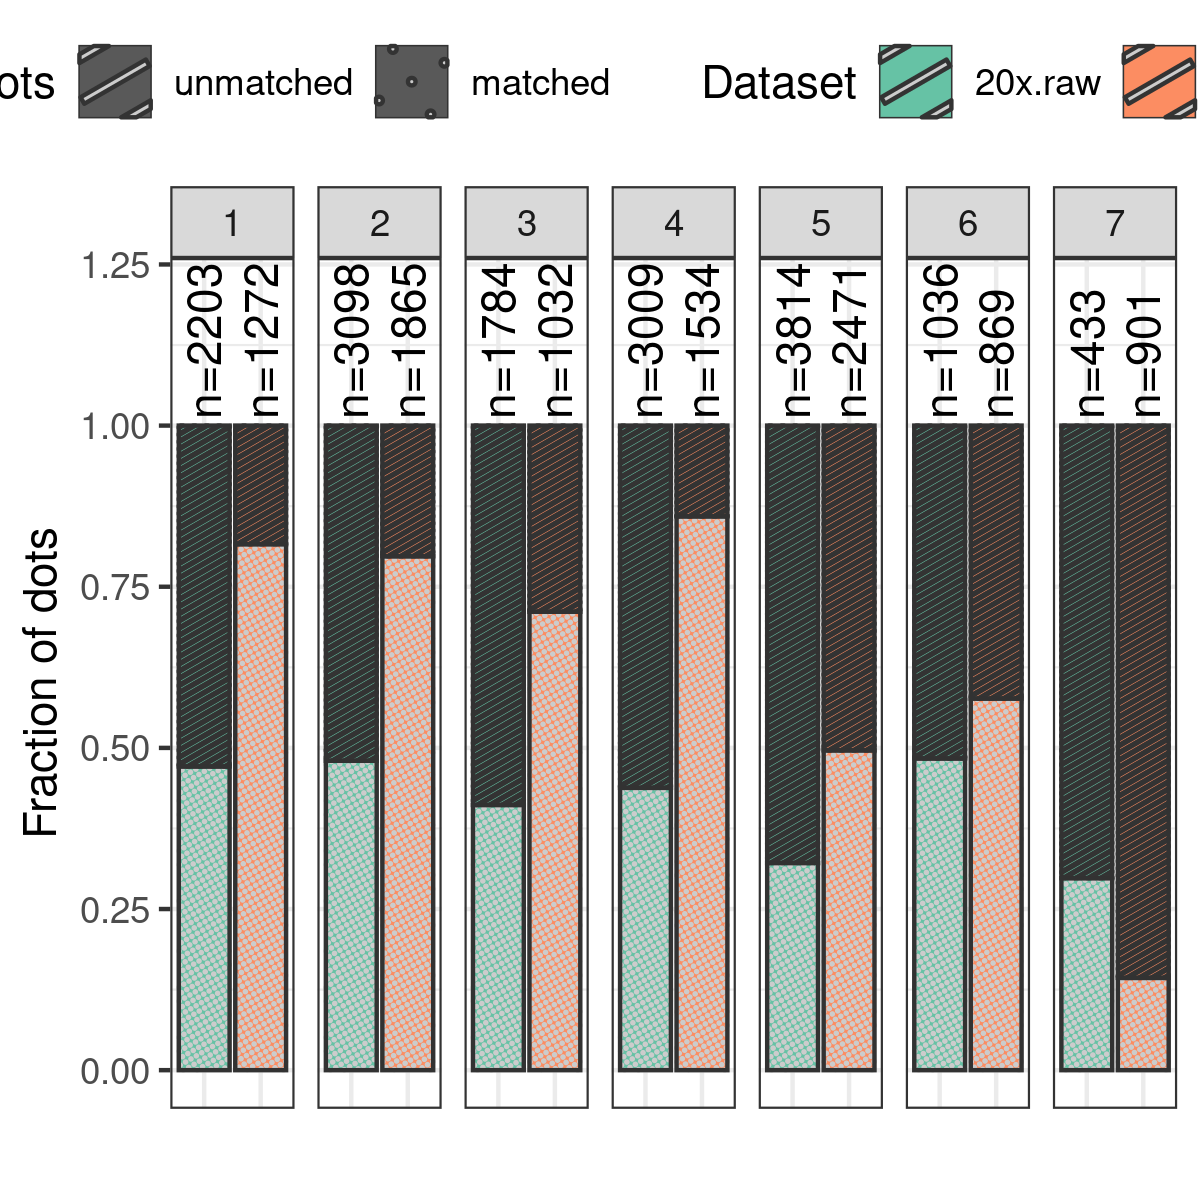 ots unmatched matched Dataset 20x.raw
1 2 3 4 5 6 7
n=2203 n=1272 n=3098 n=1865 n=1784 n=1032 n=3009 n=1534 n=3814 n=2471 n=1036 n=869 n=433 n=901
1.25
1.00
0.75
0.50
0.25
0.00
Fraction of dots